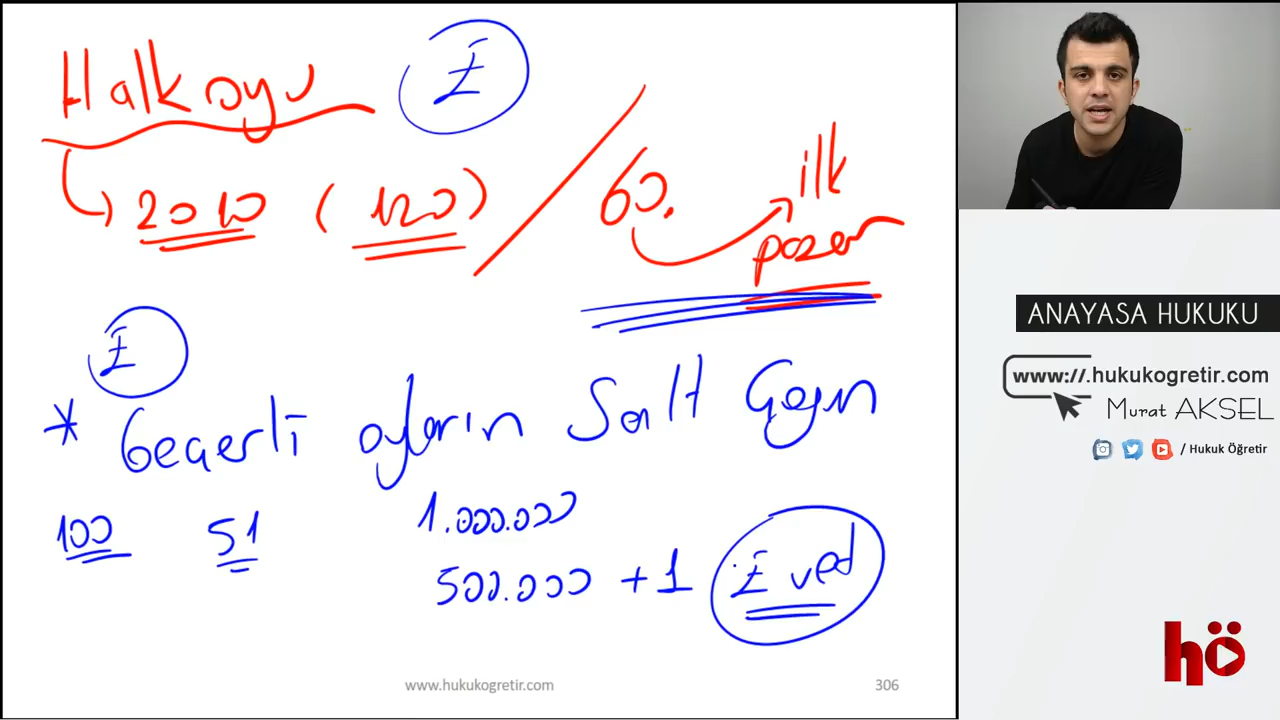 Halkoyu E
2010 (120) / 60. ilk
pazar
E
* Geçerli oyların Salt Çoğun
100 51 1.000.000
500.000 + 1 Evet
www.hukukogretir.com 306
ANAYASA HUKUKU
www://.hukukogretir.com
Murat AKSEL
/ Hukuk Öğretir
hö